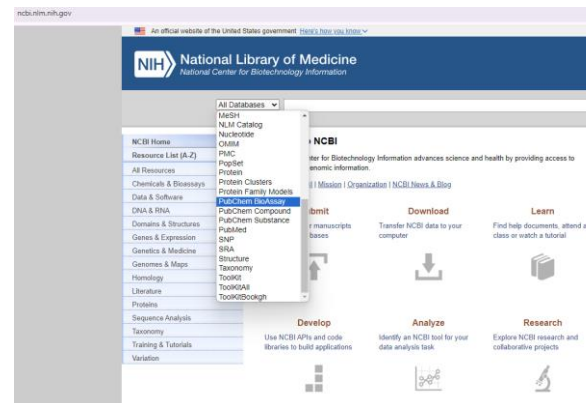 ncbi.nlm.nih.gov
An official website of the United States government Here's how you know
NIH National Library of Medicine
National Center for Biotechnology Information
All Databases
MeSH
NLM Catalog
Nucleotide
OMIM
PMC
PopSet
Protein
Protein Clusters
Protein Family Models
PubChem BioAssay
PubChem Compound
PubChem Substance
PubMed
SNP
SRA
Structure
Taxonomy
ToolKit
ToolKitAll
ToolKitBookgh
NCBI Home
Resource List (A-Z)
All Resources
Chemicals & Bioassays
Data & Software
DNA & RNA
Domains & Structures
Genes & Expression
Genetics & Medicine
Genomes & Maps
Homology
Literature
Proteins
Sequence Analysis
Taxonomy
Training & Tutorials
Variation
NCBI
for Biotechnology Information advances science and health by providing access to
information.
| Mission | Organization | NCBI News & Blog
manuscripts
Download
Transfer NCBI data to your
computer
Learn
Find help documents, attend a
class or watch a tutorial
Develop
Use NCBI APIs and code
libraries to build applications
Analyze
Identify an NCBI tool for your
data analysis task
Research
Explore NCBI research and
collaborative projects